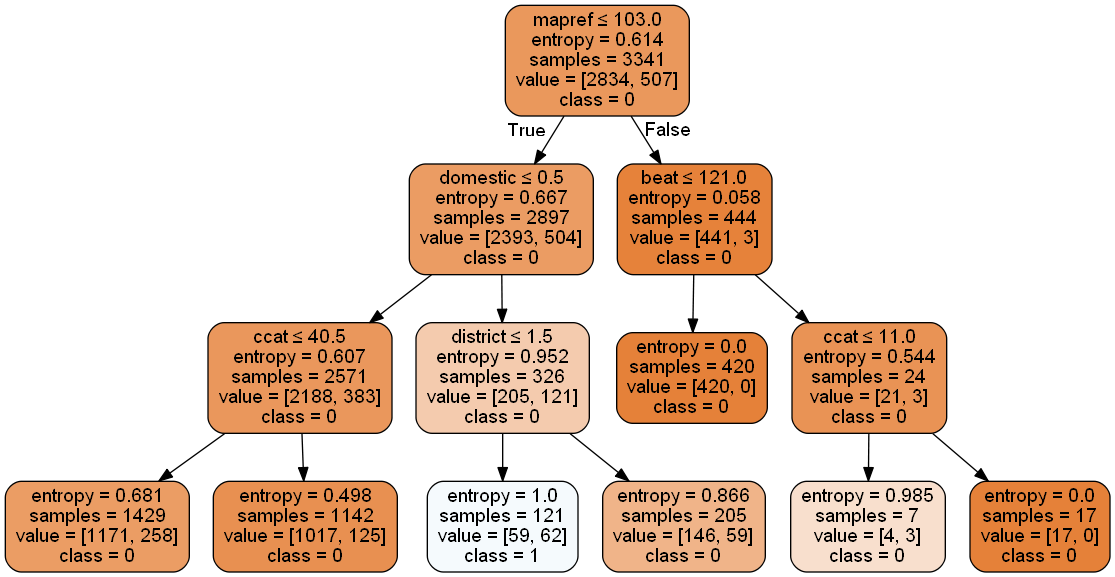 mapref ≤ 103.0
entropy = 0.614
samples = 3341
value = [2834, 507]
class = 0
True
False
domestic ≤ 0.5
entropy = 0.667
samples = 2897
value = [2393, 504]
class = 0
beat ≤ 121.0
entropy = 0.058
samples = 444
value = [441, 3]
class = 0
ccat ≤ 40.5
entropy = 0.607
samples = 2571
value = [2188, 383]
class = 0
district ≤ 1.5
entropy = 0.952
samples = 326
value = [205, 121]
class = 0
entropy = 0.0
samples = 420
value = [420, 0]
class = 0
ccat ≤ 11.0
entropy = 0.544
samples = 24
value = [21, 3]
class = 0
entropy = 0.681
samples = 1429
value = [1171, 258]
class = 0
entropy = 0.498
samples = 1142
value = [1017, 125]
class = 0
entropy = 1.0
samples = 121
value = [59, 62]
class = 1
entropy = 0.866
samples = 205
value = [146, 59]
class = 0
entropy = 0.985
samples = 7
value = [4, 3]
class = 0
entropy = 0.0
samples = 17
value = [17, 0]
class = 0